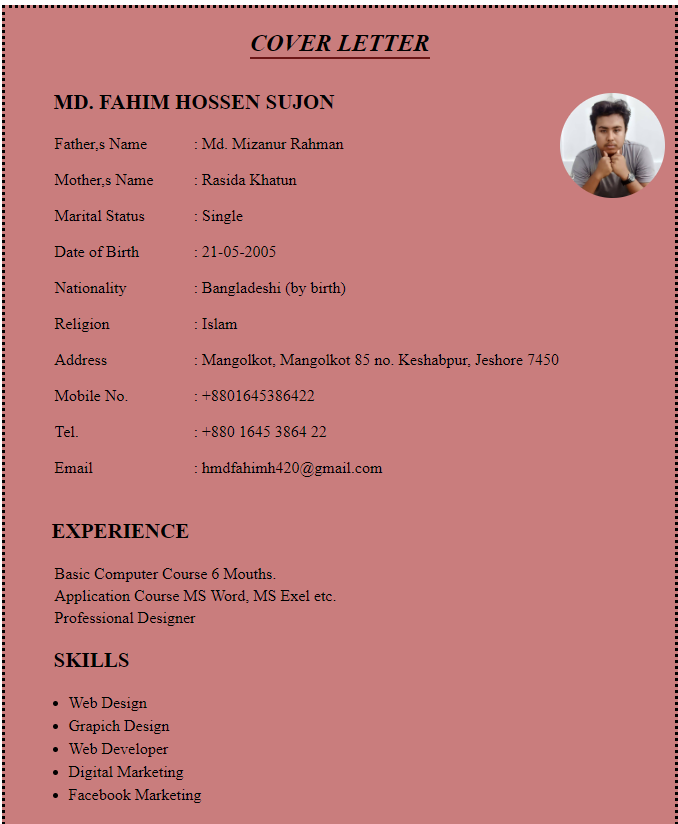 COVER LETTER
MD. FAHIM HOSSEN SUJON
Father,s Name : Md. Mizanur Rahman
Mother,s Name : Rasida Khatun
Marital Status : Single
Date of Birth : 21-05-2005
Nationality : Bangladeshi (by birth)
Religion : Islam
Address : Mangolkot, Mangolkot 85 no. Keshabpur, Jeshore 7450
Mobile No. : +8801645386422
Tel. : +880 1645 3864 22
Email : hmdfahimh420@gmail.com
EXPERIENCE
Basic Computer Course 6 Mouths.
Application Course MS Word, MS Exel etc.
Professional Designer
SKILLS
• Web Design
• Grapich Design
• Web Developer
• Digital Marketing
• Facebook Marketing